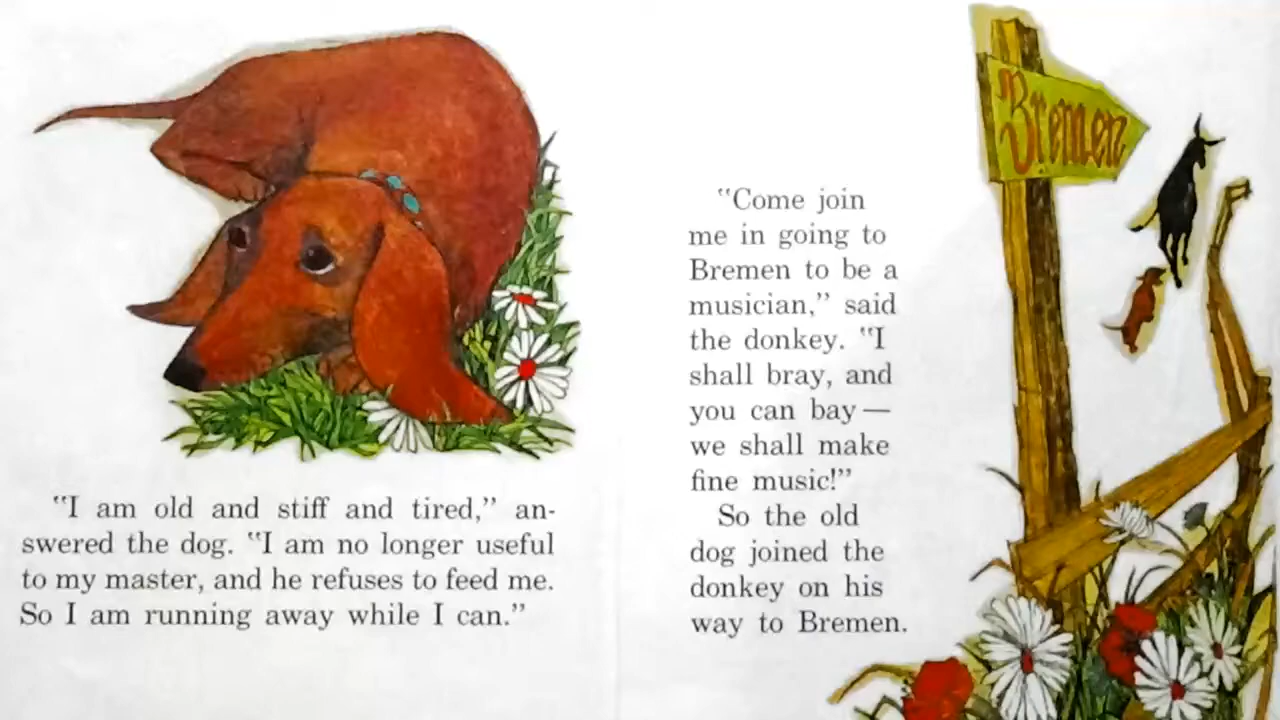 "I am old and stiff and tired," an-
swered the dog. "I am no longer useful
to my master, and he refuses to feed me.
So I am running away while I can."
"Come join
me in going to
Bremen to be a
musician," said
the donkey. "I
shall bray, and
you can bay—
we shall make
fine music!"
So the old
dog joined the
donkey on his
way to Bremen.
Bremen